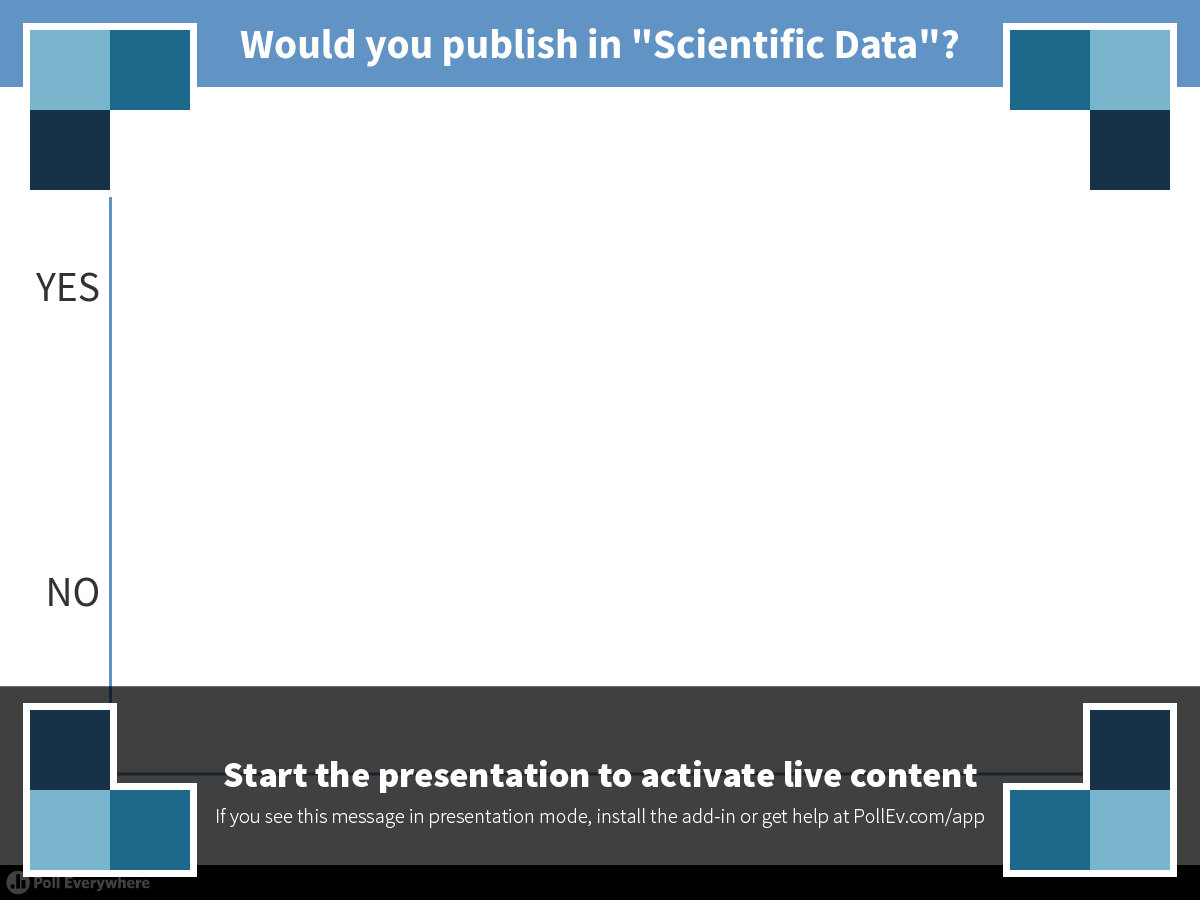 Would you publish in "Scientific Data"?
YES
NO
Start the presentation to activate live content
If you see this message in presentation mode, install the add-in or get help at PollEv.com/app
Poll Everywhere